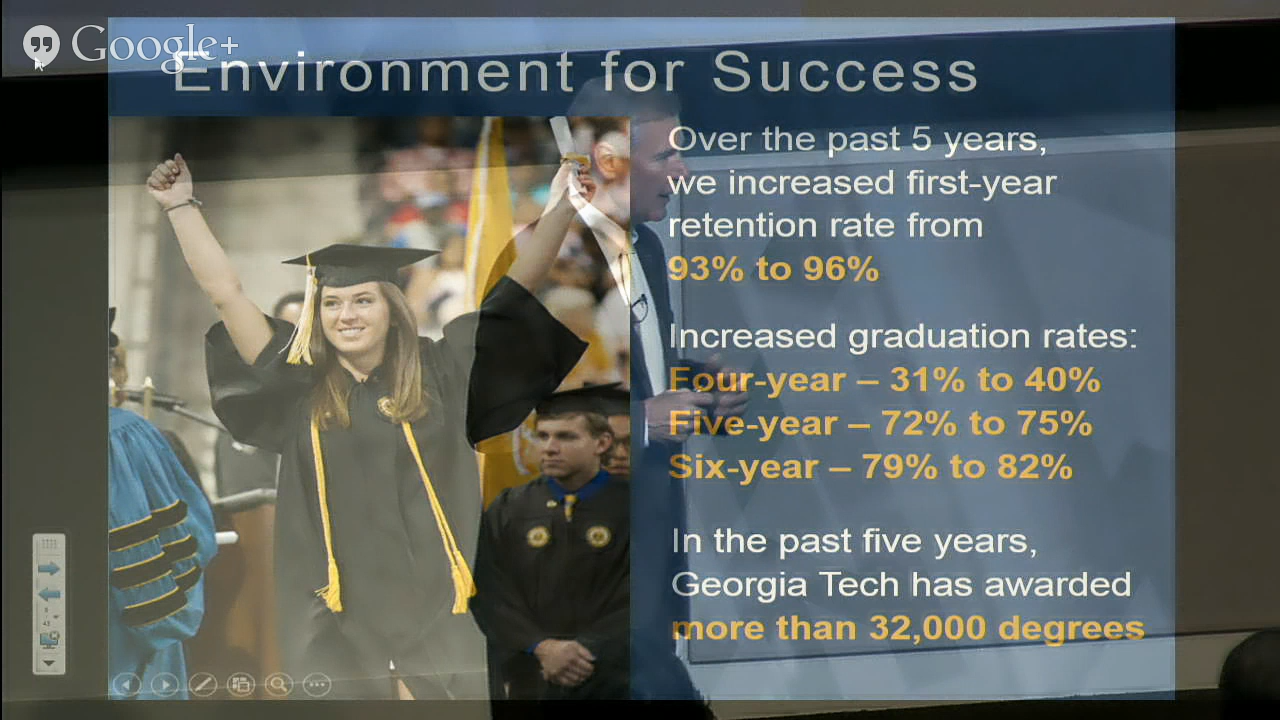 Google+
Environment for Success
Over the past 5 years,
we increased first-year
retention rate from
93% to 96%
Increased graduation rates:
Four-year – 31% to 40%
Five-year – 72% to 75%
Six-year – 79% to 82%
In the past five years,
Georgia Tech has awarded
more than 32,000 degrees